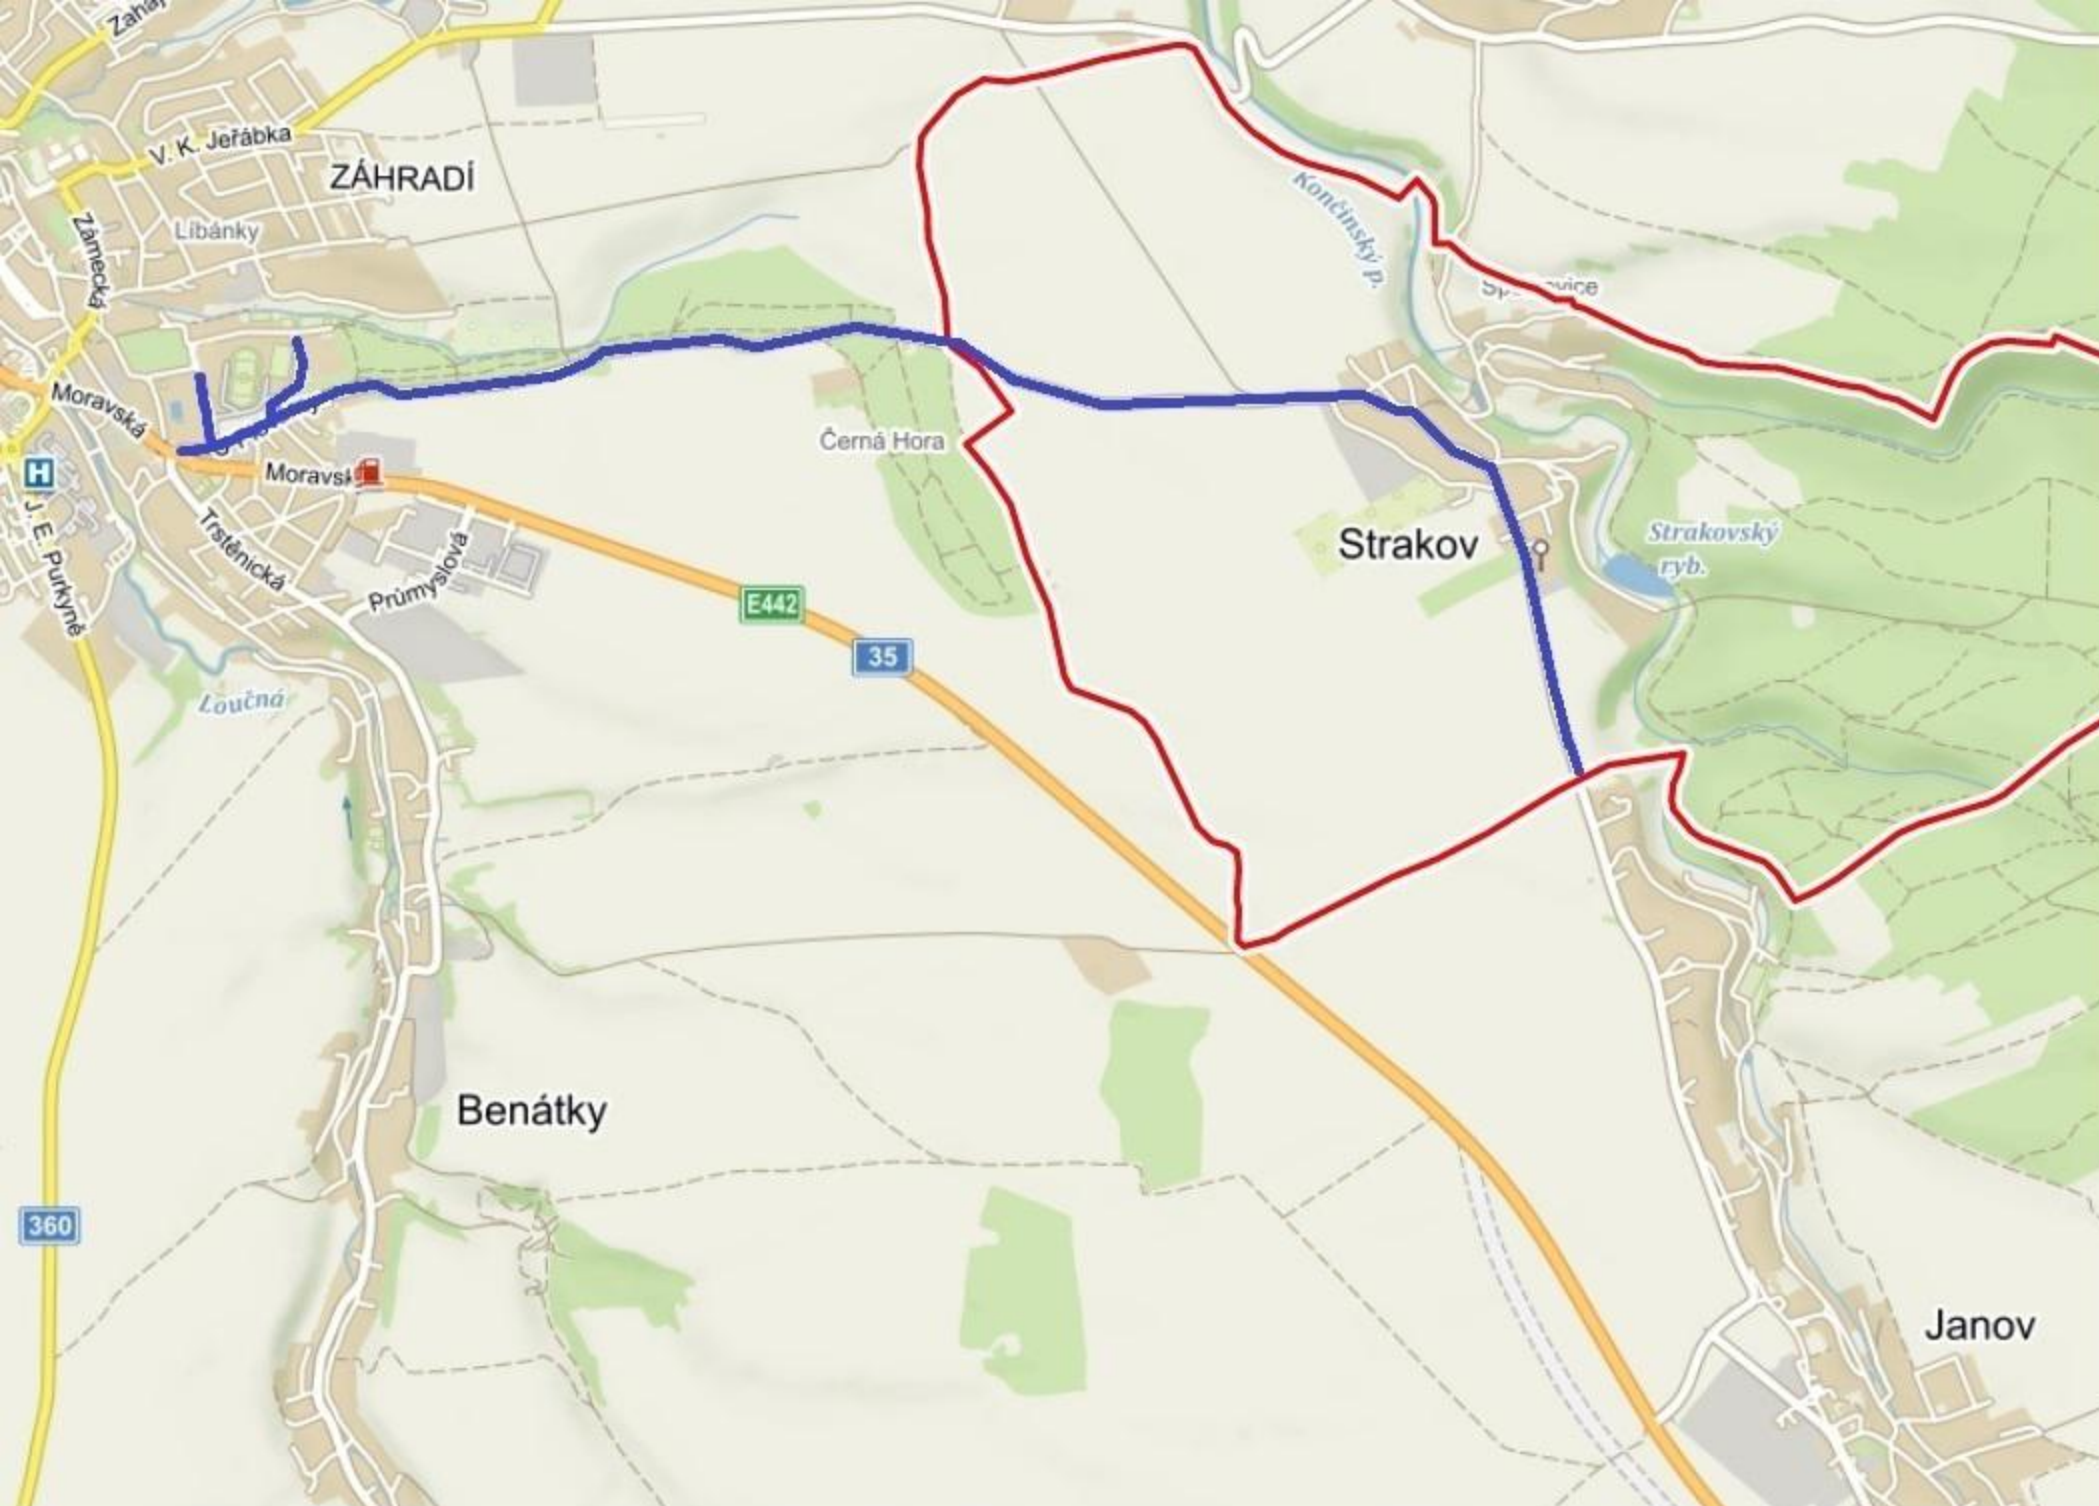 Zahaj
V. K. Jeřábka
ZÁHRADÍ
Líbánky
Zámecká
Končinský p.
Moravská
Černá Hora
H
Moravsk
J. E. Purkyně
Trstěnická
Průmyslová
Strakov
Strakovský
ryb.
E442
35
Loučná
Benátky
360
Janov